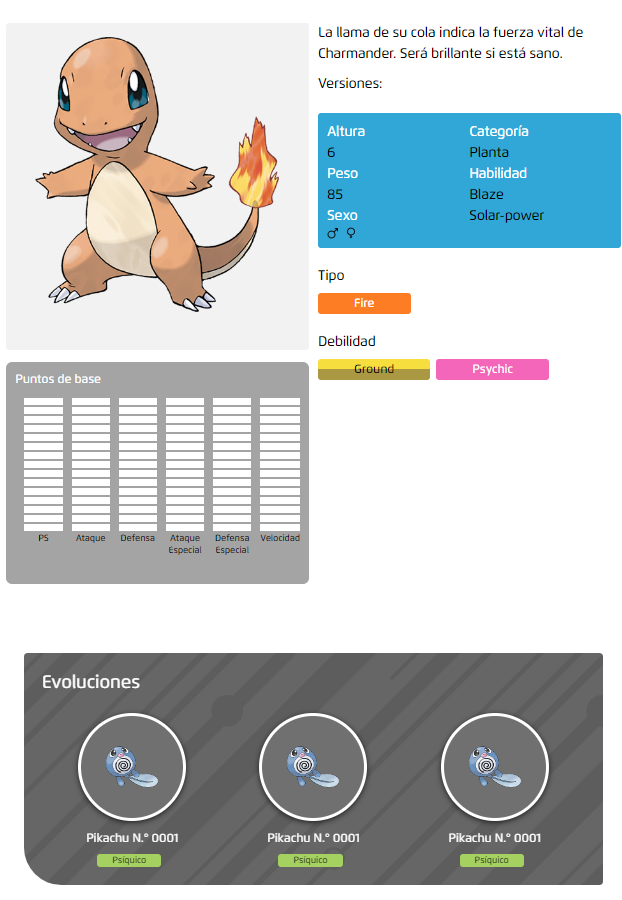 La llama de su cola indica la fuerza vital de
Charmander. Será brillante si está sano.
Versiones:
Altura
6
Peso
85
Sexo
♂ ♀
Categoría
Planta
Habilidad
Blaze
Solar-power
Tipo
Fire
Debilidad
Ground
Psychic
Puntos de base
PS
Ataque
Defensa
Ataque
Especial
Defensa
Especial
Velocidad
Evoluciones
Pikachu N.° 0001
Psíquico
Pikachu N.° 0001
Psíquico
Pikachu N.° 0001
Psíquico